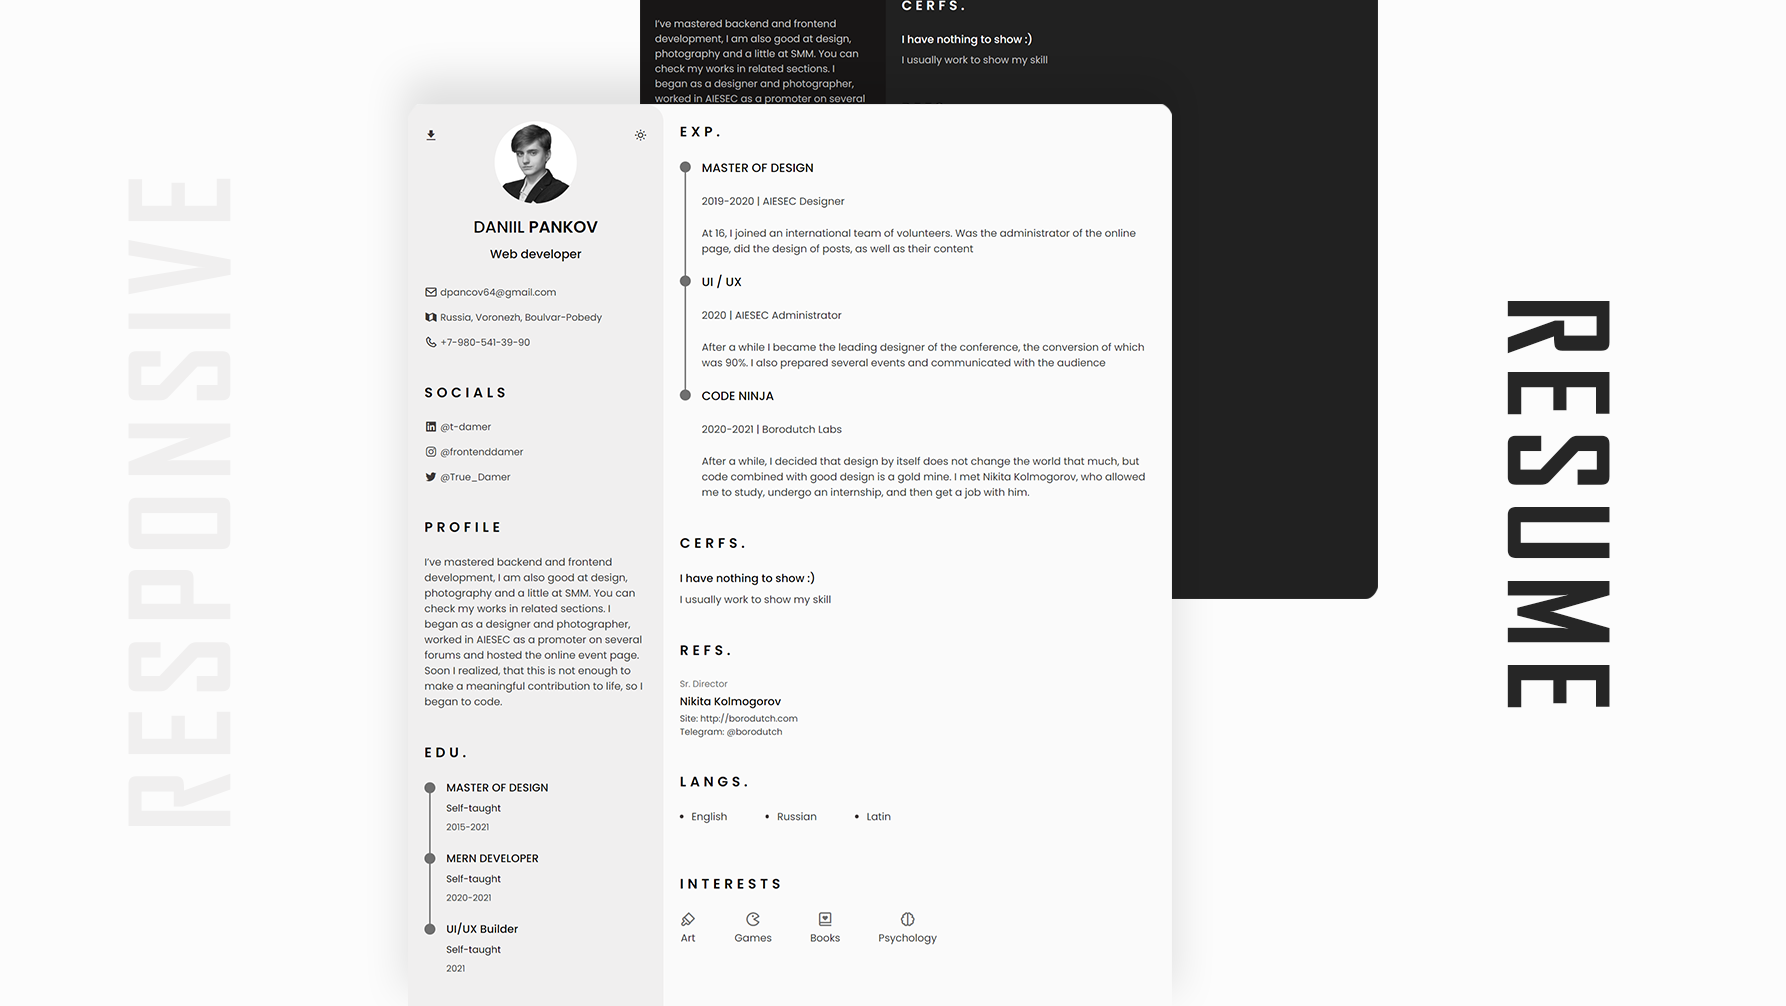 RESPONSIVE
I've mastered backend and frontend
development, I am also good at design,
photography and a little at SMM. You can
check my works in related sections. I
began as a designer and photographer,
worked in AIESEC as a promoter on several
CERFS.
I have nothing to show :)
I usually work to show my skill
DANIIL PANKOV
Web developer
dpancov64@gmail.com
Russia, Voronezh, Boulvar-Pobedy
+7-980-541-39-90
SOCIALS
@t-damer
@frontenddamer
@True_Damer
PROFILE
I've mastered backend and frontend
development, I am also good at design,
photography and a little at SMM. You can
check my works in related sections. I
began as a designer and photographer,
worked in AIESEC as a promoter on several
forums and hosted the online event page.
Soon I realized, that this is not enough to
make a meaningful contribution to life, so I
began to code.
EDU.
MASTER OF DESIGN
Self-taught
2015-2021
MERN DEVELOPER
Self-taught
2020-2021
UI/UX Builder
Self-taught
2021
EXP.
MASTER OF DESIGN
2019-2020 | AIESEC Designer
At 16, I joined an international team of volunteers. Was the administrator of the online
page, did the design of posts, as well as their content
UI / UX
2020 | AIESEC Administrator
After a while I became the leading designer of the conference, the conversion of which
was 90%. I also prepared several events and communicated with the audience
CODE NINJA
2020-2021 | Borodutch Labs
After a while, I decided that design by itself does not change the world that much, but
code combined with good design is a gold mine. I met Nikita Kolmogorov, who allowed
me to study, undergo an internship, and then get a job with him.
CERFS.
I have nothing to show :)
I usually work to show my skill
REFS.
Sr. Director
Nikita Kolmogorov
Site: http://borodutch.com
Telegram: @borodutch
LANGS.
• English • Russian • Latin
INTERESTS
Art Games Books Psychology
RESUME